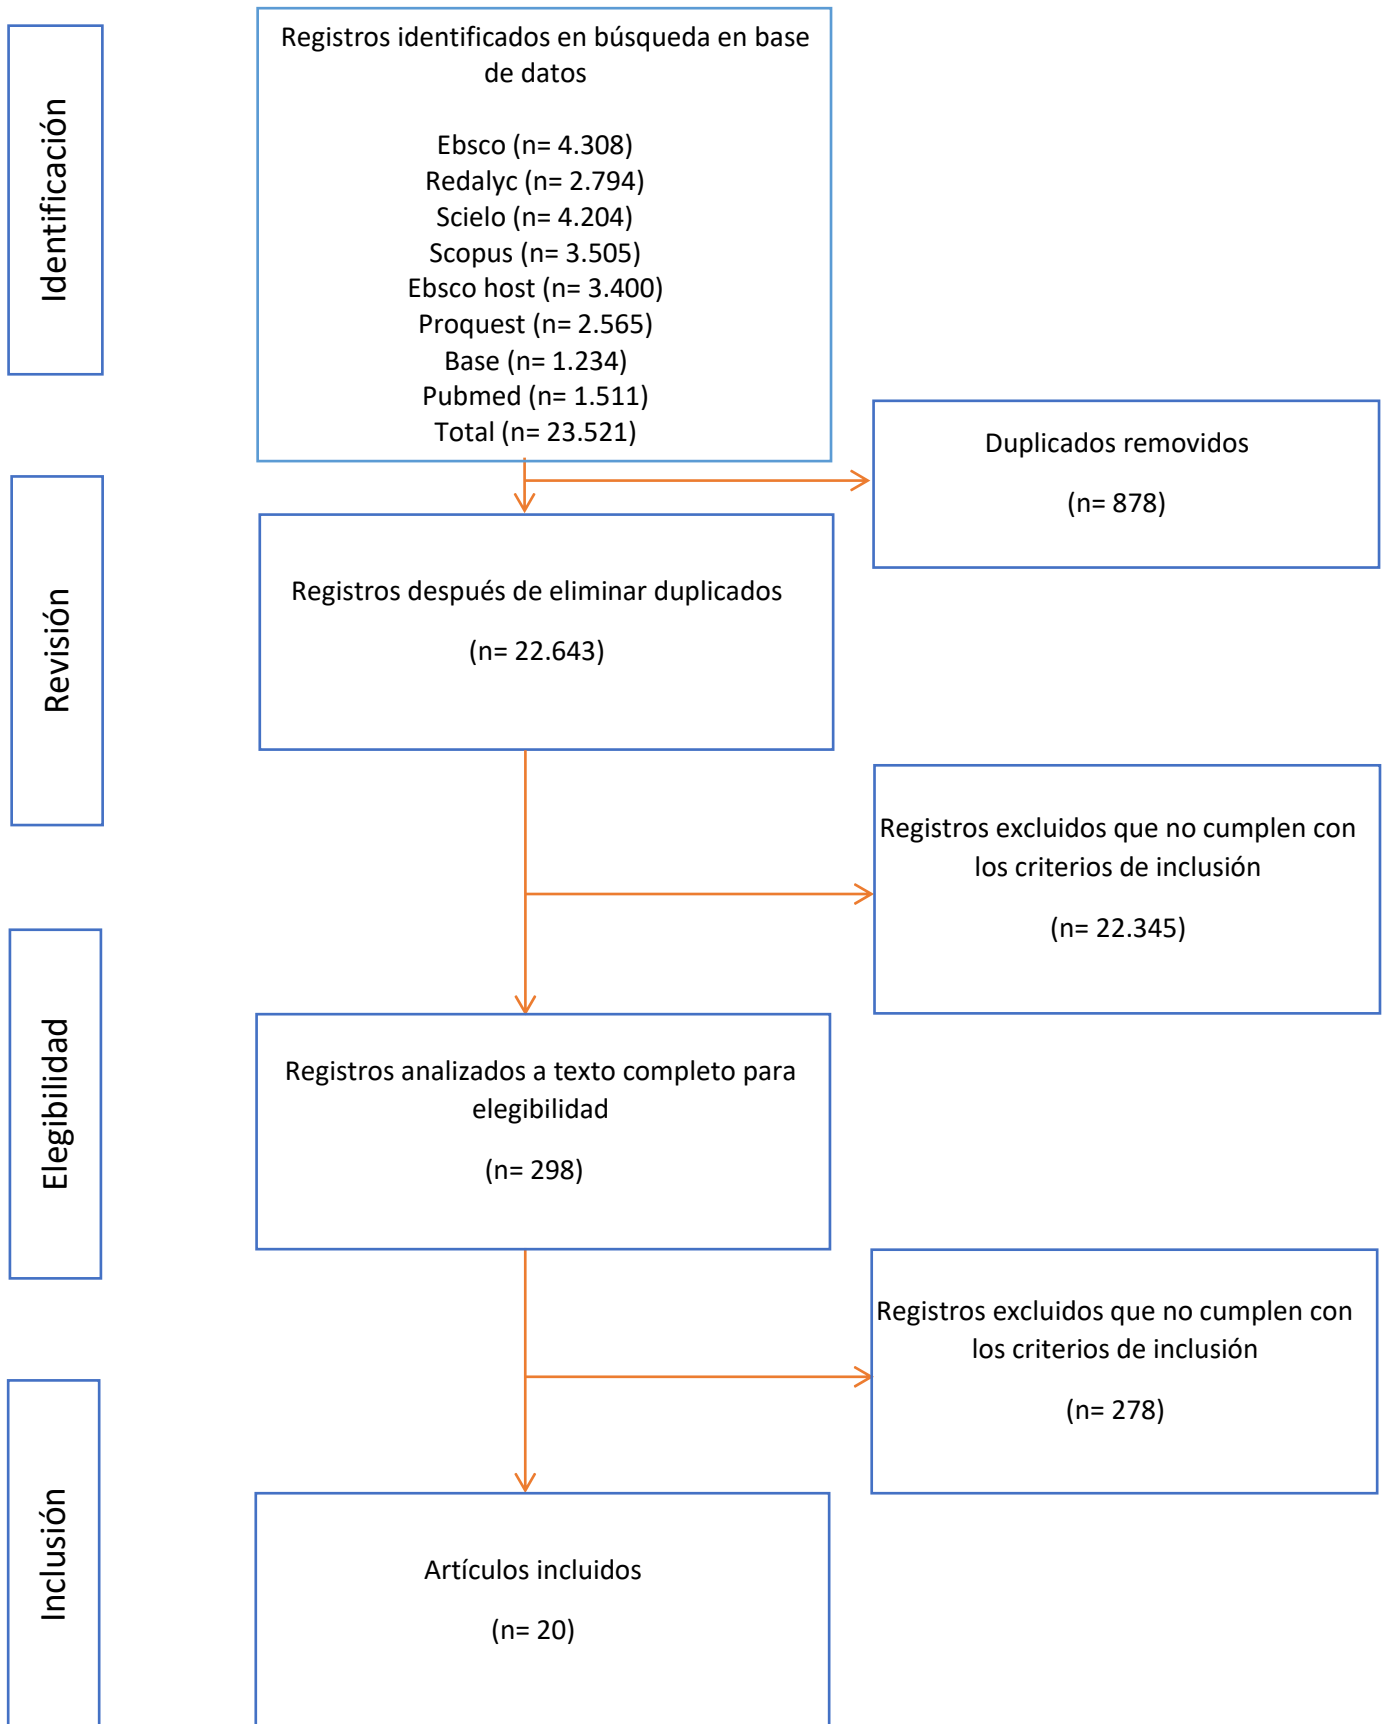 Identificación
Registros identificados en búsqueda en base
de datos
Ebsco (n= 4.308)
Redalyc (n= 2.794)
Scielo (n= 4.204)
Scopus (n= 3.505)
Ebsco host (n= 3.400)
Proquest (n= 2.565)
Base (n= 1.234)
Pubmed (n= 1.511)
Total (n= 23.521)
Duplicados removidos
(n= 878)
Revisión
Registros después de eliminar duplicados
(n= 22.643)
Registros excluidos que no cumplen con
los criterios de inclusión
(n= 22.345)
Elegibilidad
Registros analizados a texto completo para
elegibilidad
(n= 298)
Registros excluidos que no cumplen con
los criterios de inclusión
(n= 278)
Inclusión
Artículos incluidos
(n= 20)